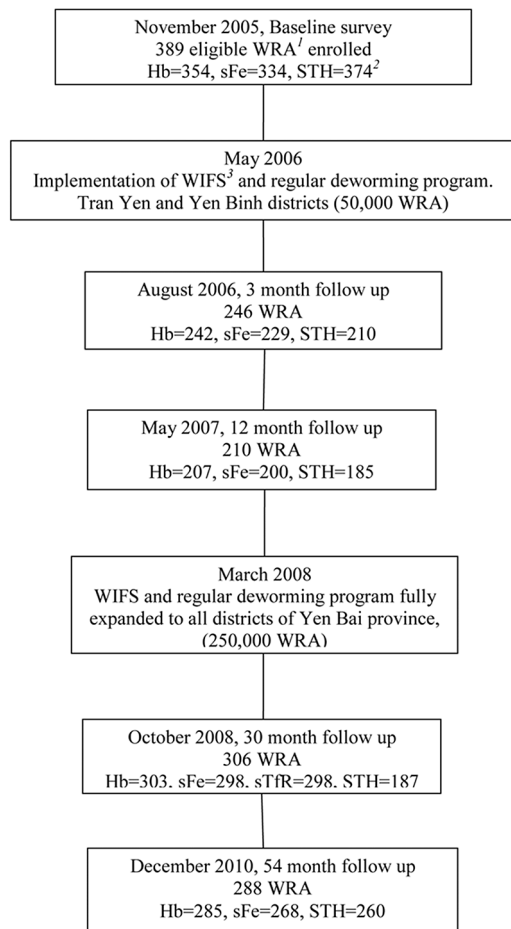 November 2005, Baseline survey
389 eligible WRA¹ enrolled
Hb=354, sFe=334, STH=374²
May 2006
Implementation of WIFS³ and regular deworming program.
Tran Yen and Yen Binh districts (50,000 WRA)
August 2006, 3 month follow up
246 WRA
Hb=242, sFe=229, STH=210
May 2007, 12 month follow up
210 WRA
Hb=207, sFe=200, STH=185
March 2008
WIFS and regular deworming program fully
expanded to all districts of Yen Bai province,
(250,000 WRA)
October 2008, 30 month follow up
306 WRA
Hb=303, sFe=298, sTfR=298, STH=187
December 2010, 54 month follow up
288 WRA
Hb=285, sFe=268, STH=260